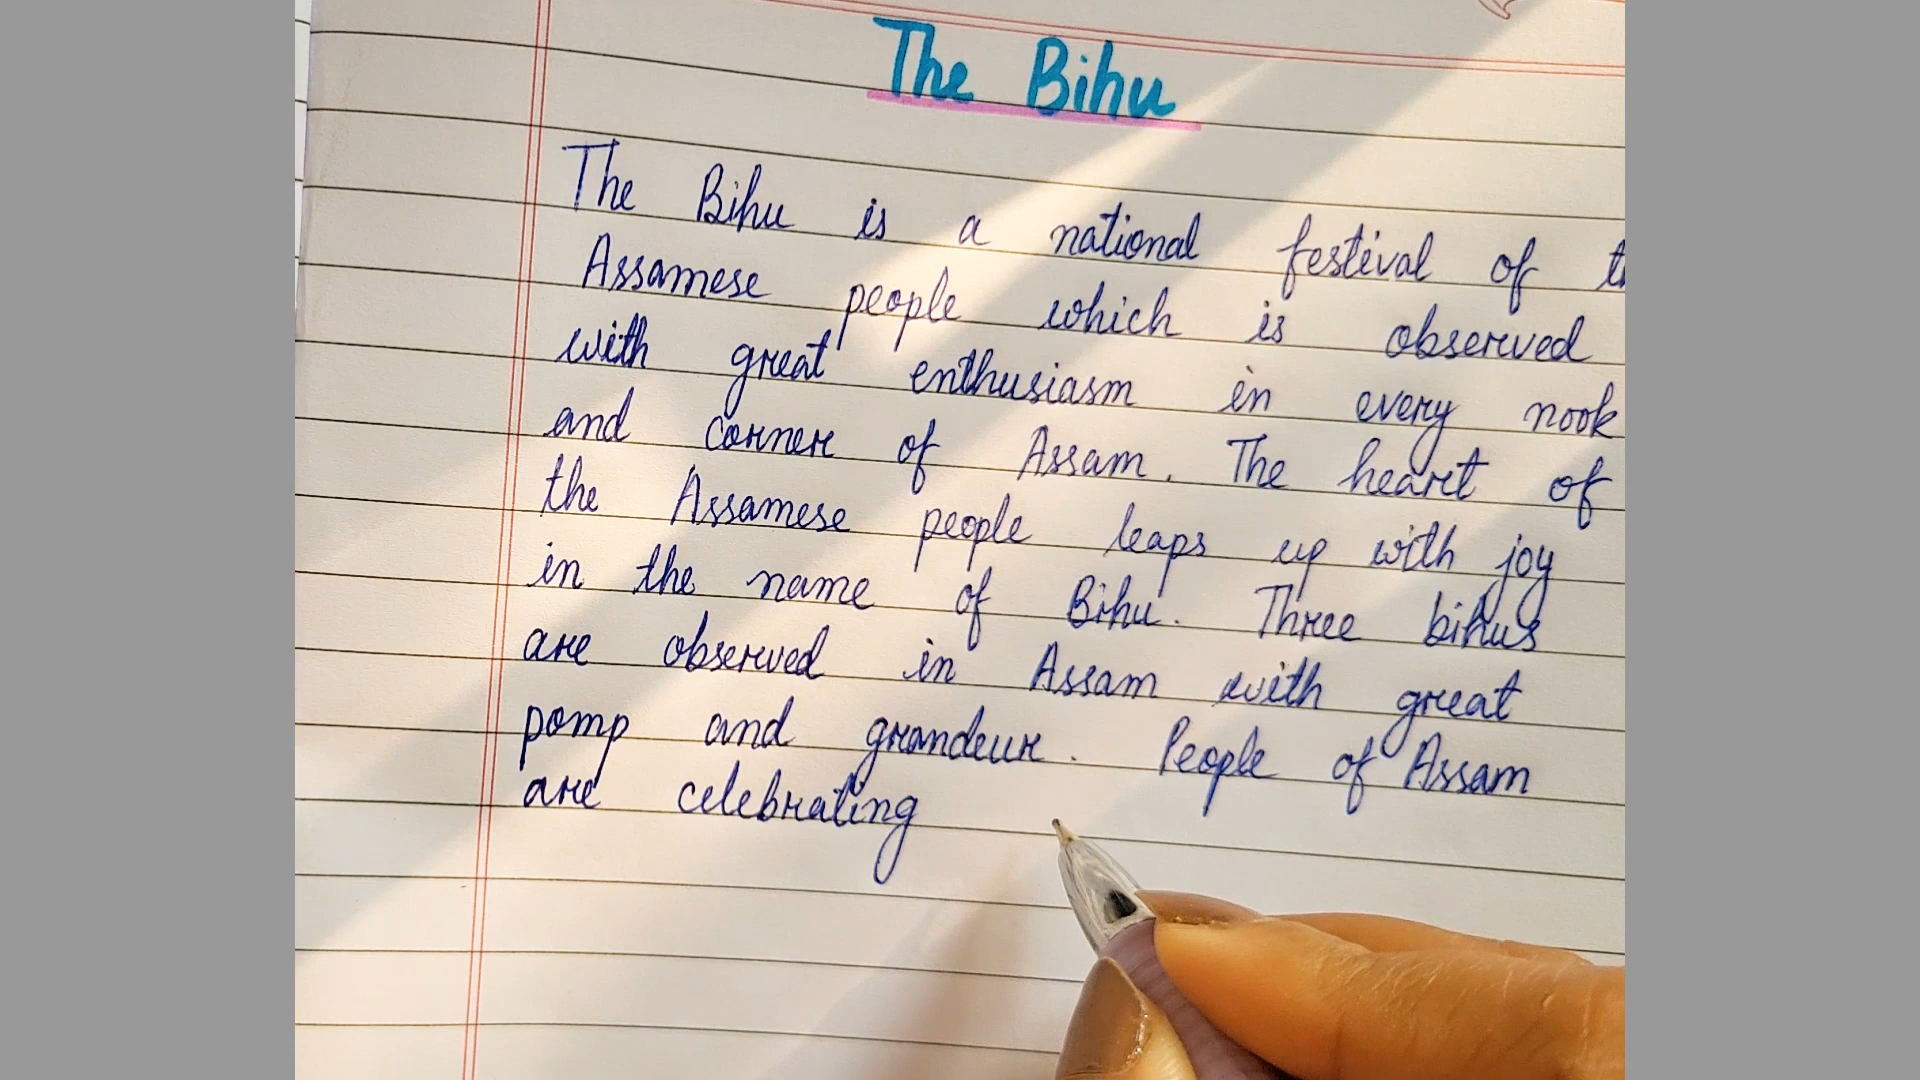 The Bihu
The Bihu is a national festival of
Assamese people which is observed
with great enthusiasm in every nook
and corner of Assam. The heart of
the Assamese people leaps up with joy
in the name of Bihu. Three bihus
are observed in Assam with great
pomp and grandeur. People of Assam
are celebrating